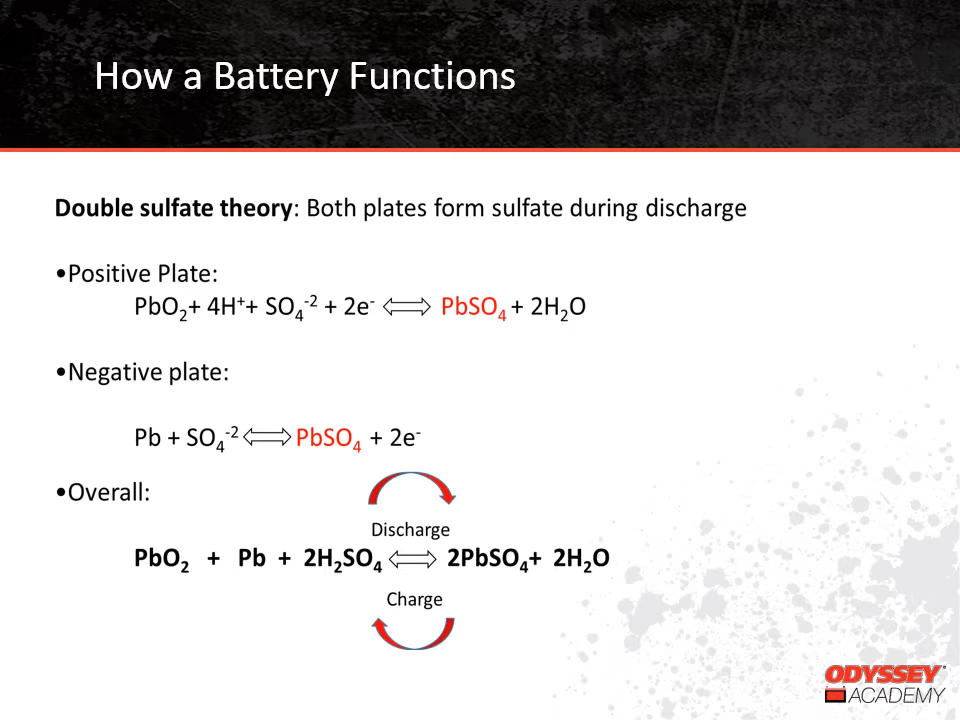 How a Battery Functions
Double sulfate theory: Both plates form sulfate during discharge
•Positive Plate:
PbO₂+ 4H⁺+ SO₄⁻² + 2e⁻ ⇔ PbSO₄ + 2H₂O
•Negative plate:
Pb + SO₄⁻² ⇔ PbSO₄ + 2e⁻
•Overall:
Discharge
PbO₂ + Pb + 2H₂SO₄ ⇔ 2PbSO₄+ 2H₂O
Charge
ODYSSEY
ACADEMY